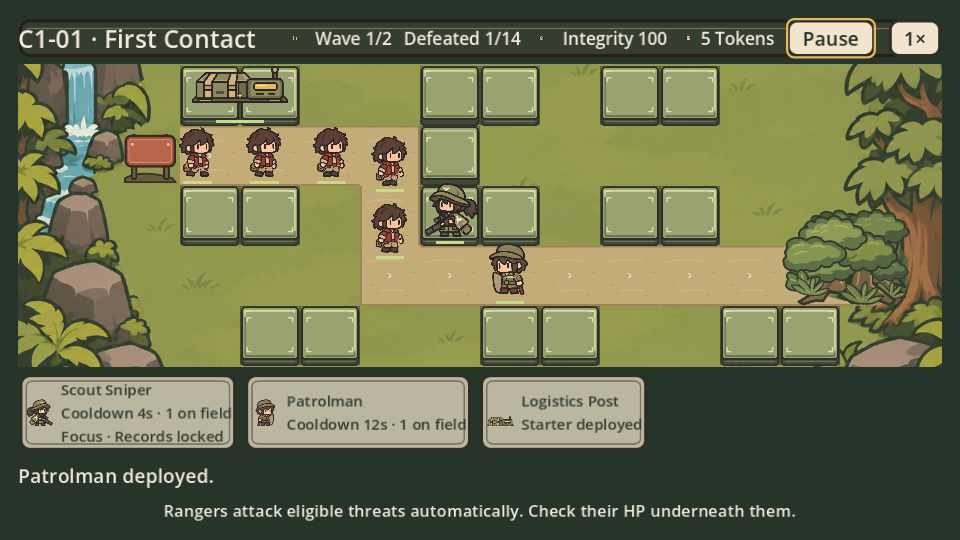 C1-01 · First Contact Wave 1/2 Defeated 1/14 Integrity 100 5 Tokens Pause 1×
Scout Sniper
Cooldown 4s · 1 on field
Focus · Records locked
Patrolman
Cooldown 12s · 1 on field
Logistics Post
Starter deployed
Patrolman deployed.
Rangers attack eligible threats automatically. Check their HP underneath them.